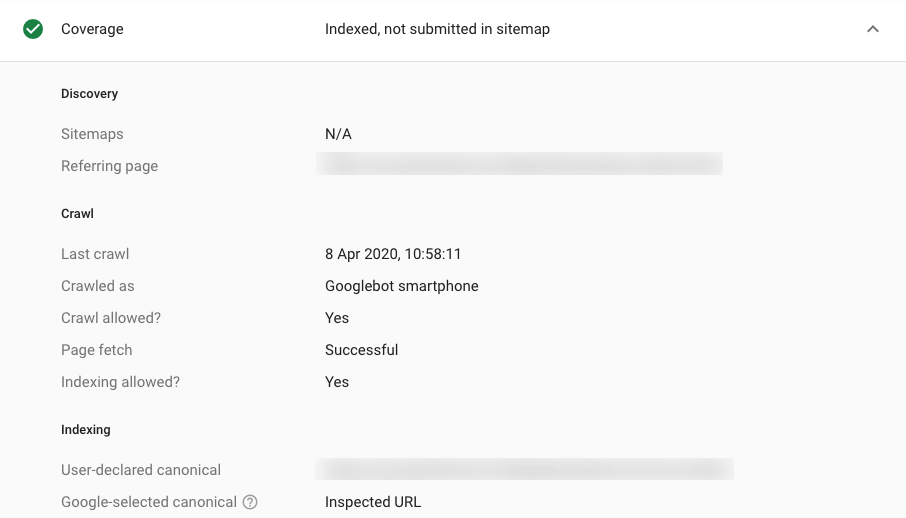 Coverage Indexed, not submitted in sitemap
Discovery
Sitemaps N/A
Referring page
Crawl
Last crawl 8 Apr 2020, 10:58:11
Crawled as Googlebot smartphone
Crawl allowed? Yes
Page fetch Successful
Indexing allowed? Yes
Indexing
User-declared canonical
Google-selected canonical Inspected URL